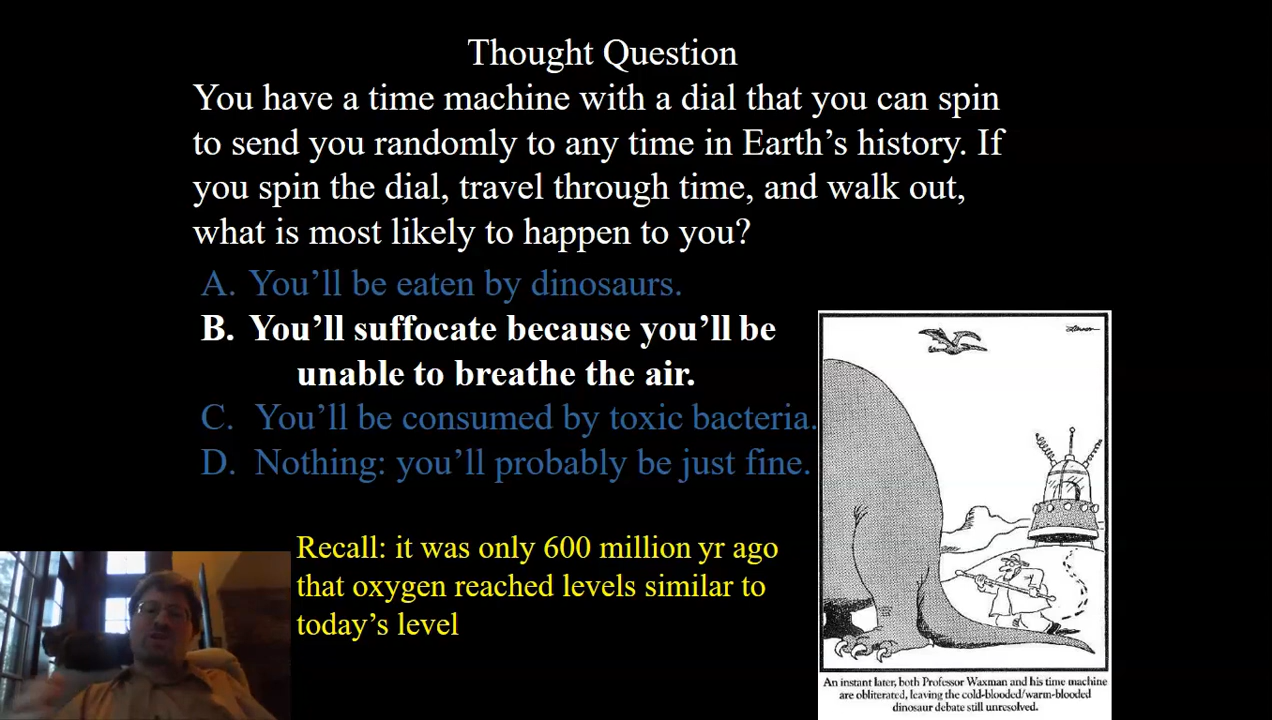 Thought Question
You have a time machine with a dial that you can spin
to send you randomly to any time in Earth’s history. If
you spin the dial, travel through time, and walk out,
what is most likely to happen to you?
A. You’ll be eaten by dinosaurs.
B. You’ll suffocate because you’ll be
unable to breathe the air.
C. You’ll be consumed by toxic bacteria.
D. Nothing: you’ll probably be just fine.
Recall: it was only 600 million yr ago
that oxygen reached levels similar to
today’s level
An instant later, both Professor Waxman and his time machine
are obliterated, leaving the cold-blooded/warm-blooded
dinosaur debate still unresolved.